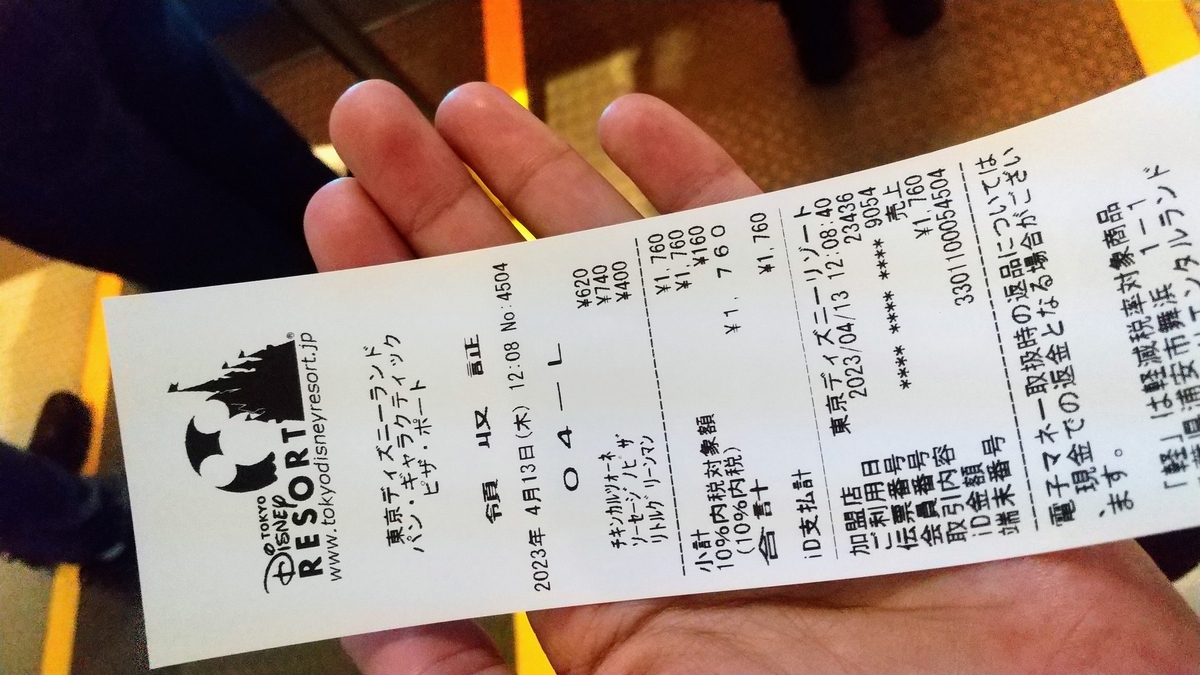 TOKYO
DISNEY
RESORT®
www.tokyodisneyresort.jp
東京ディズニーランド
パン・ギャラクティック
ピザ・ポート
領 収 証
2023年 4月13日(木) 12:08 No:4504
04－L
チキンカルツォーネ ¥620
ソーセージ・ノ・ピザ ¥740
リトルグリーンマン ¥400
小計 ¥1,760
10%内税対象額 ¥1,760
(10%内税) ¥160
合計 ¥1,760
iD支払計 ¥1,760
加盟店 東京ディズニーリゾート
ご利用日 2023/04/13 12:08:40
伝票番号 23436
会員番号 **** **** **** 9054
取引内容 売上
iD金額 ¥1,760
端末番号 3301100054504
電子マネー取扱時の返品については
現金での返金となる場合がござい
ます。
「軽」は軽減税率対象商品
浦安市舞浜 1－1